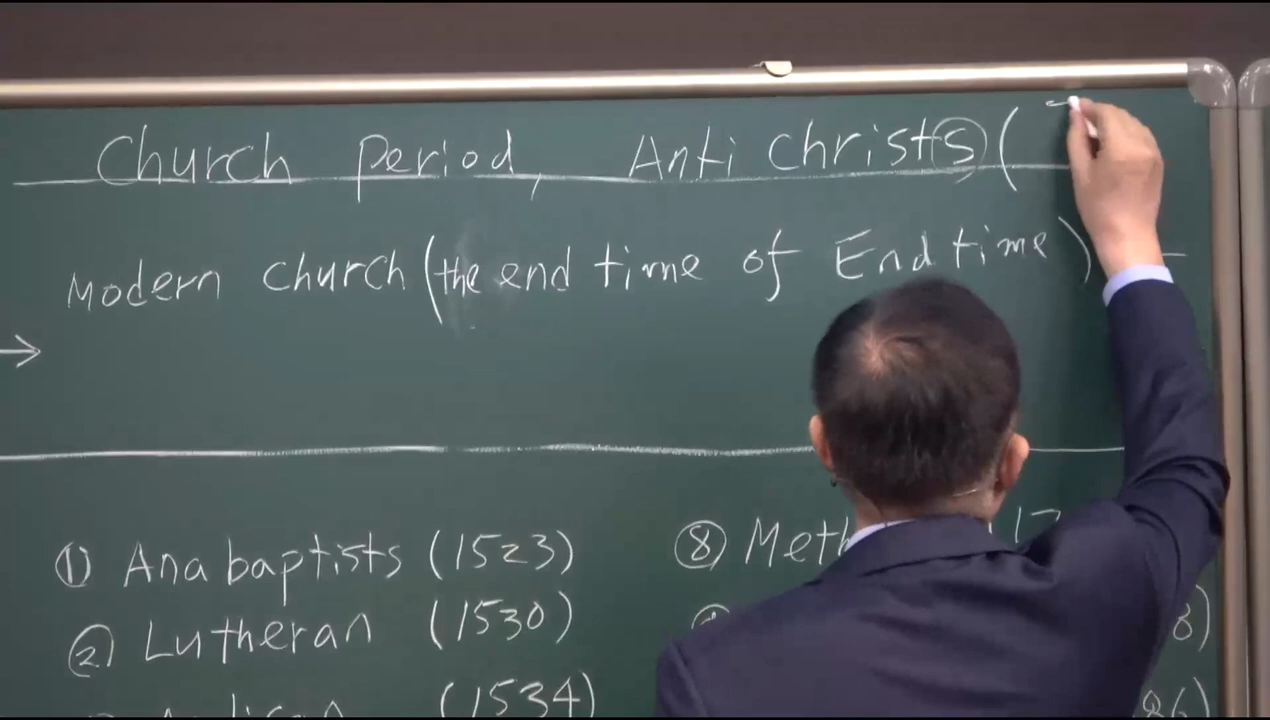 Church period, Anti christs (
Modern church (the end time of End time)
→
① Anabaptists (1523)
⑧ Meth
② Lutheran (1530)
(1534)